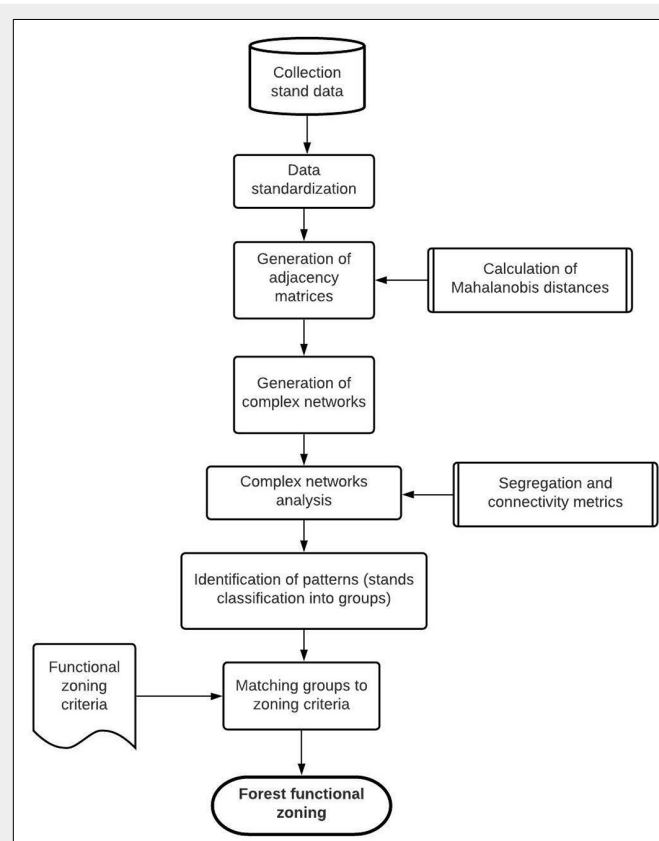 Collection
stand data
Data
standardization
Generation of
adjacency
matrices
Calculation of
Mahalanobis distances
Generation of
complex networks
Complex networks
analysis
Segregation and
connectivity metrics
Identification of patterns (stands
classification into groups)
Functional
zoning
criteria
Matching groups to
zoning criteria
Forest functional
zoning